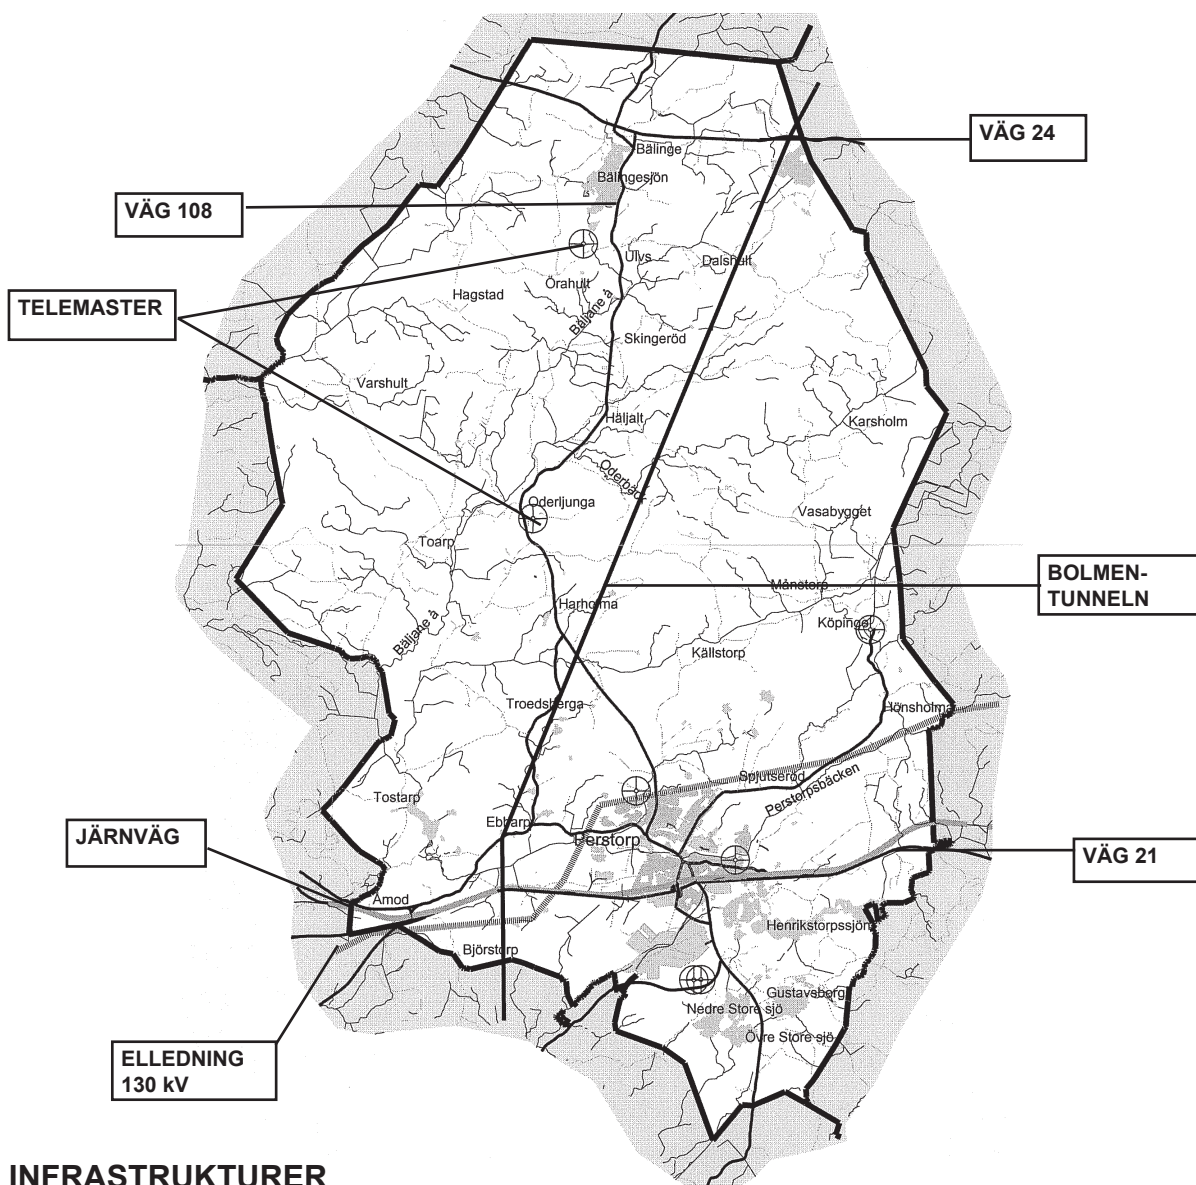 VÄG 24
Bälinge
Bälingesjön
VÄG 108
Ulvs
Dalshult
Örahult
Hagstad
Bäljane å
TELEMASTER
Skingeröd
Varshult
Häljalt
Karsholm
Oderbäck
Oderljunga
Vasabygget
Toarp
BOLMEN-
TUNNELN
Månstorp
Harholma
Köpinge
Bäljane å
Källstorp
Troedsberga
Hönsholma
Spjutseröd
Perstorpsbäcken
Tostarp
Ebbarp
Perstorp
JÄRNVÄG
VÄG 21
Åmod
Henrikstorpssjön
Björstorp
Gustavsborg
Nedre Store sjö
Övre Store sjö
ELLEDNING
130 kV
INFRASTRUKTURER